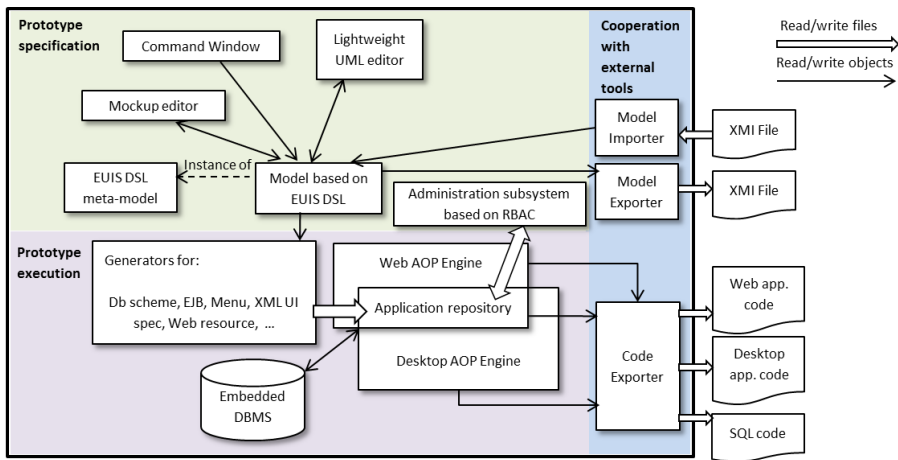 Prototype
specification
Command Window
Lightweight
UML editor
Cooperation
with
external
tools
Read/write files
Read/write objects
Mockup editor
Model
Importer
XMI File
Instance of
EUIS DSL
meta-model
Model based on
EUIS DSL
Administration subsystem
based on RBAC
Model
Exporter
XMI File
Prototype
execution
Generators for:
Db scheme, EJB, Menu, XML UI
spec, Web resource, ...
Web AOP Engine
Application repository
Desktop AOP Engine
Embedded
DBMS
Code
Exporter
Web app.
code
Desktop
app. code
SQL code